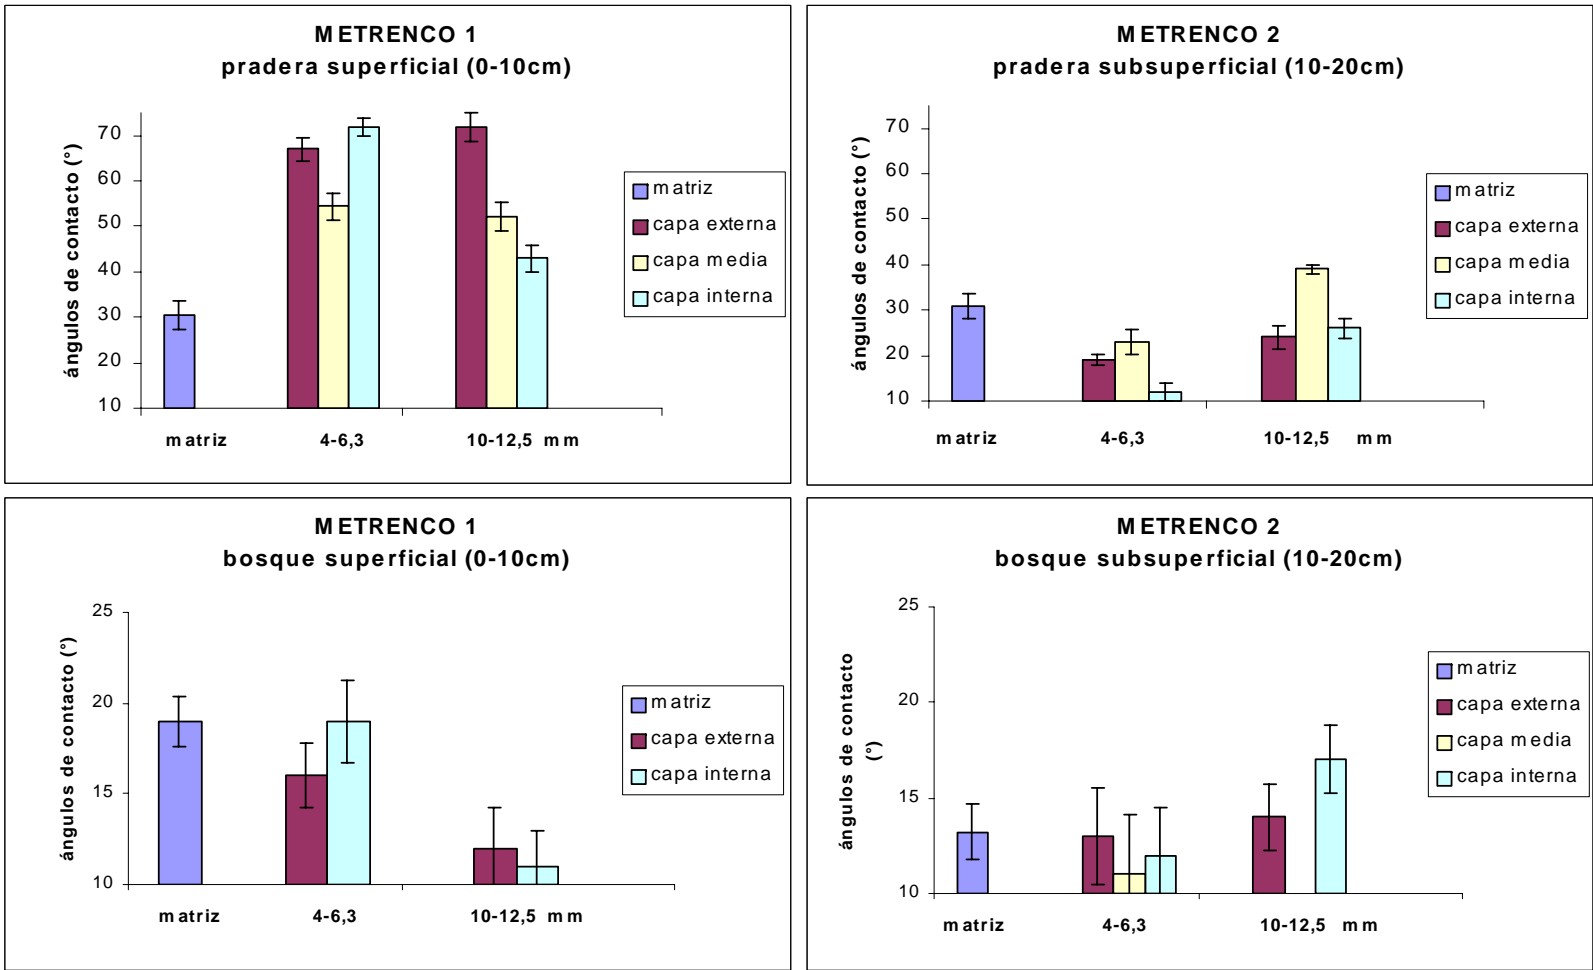 METRENCO 1
pradera superficial (0-10cm)
ángulos de contacto (°)
70
60
50
40
30
20
10
matriz
4-6,3
10-12,5 mm
matriz
capa externa
capa media
capa interna
METRENCO 2
pradera subsuperficial (10-20cm)
ángulos de contacto (°)
70
60
50
40
30
20
10
matriz
4-6,3
10-12,5 mm
matriz
capa externa
capa media
capa interna
METRENCO 1
bosque superficial (0-10cm)
ángulos de contacto (°)
25
20
15
10
matriz
4-6,3
10-12,5 mm
matriz
capa externa
capa interna
METRENCO 2
bosque subsuperficial (10-20cm)
ángulos de contacto
(°)
25
20
15
10
matriz
4-6,3
10-12,5 mm
matriz
capa externa
capa media
capa interna